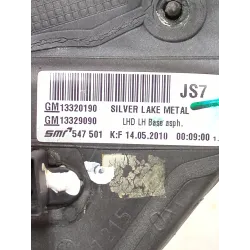 JS7
GM13320190 SILVER LAKE METAL
GM13329090 LHD LH Base asph.
smr 547 501 K:F 14.05.2010 00:09:00